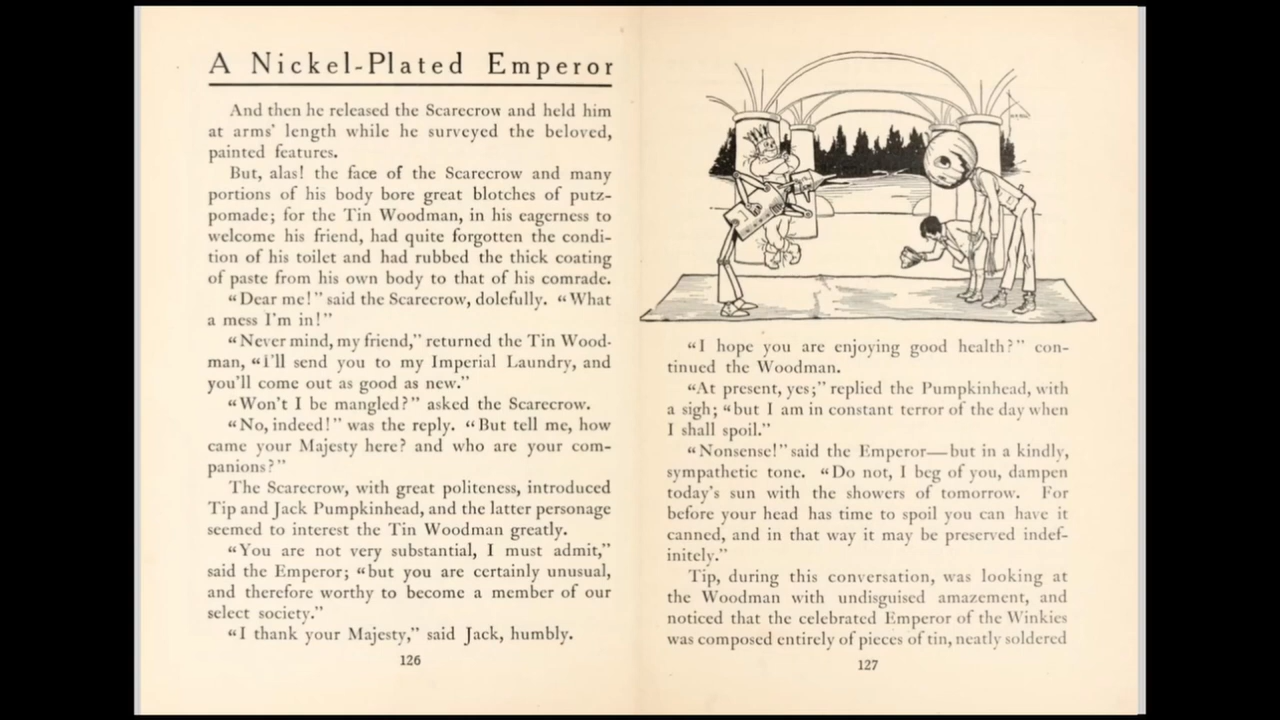 A Nickel-Plated Emperor
And then he released the Scarecrow and held him
at arms' length while he surveyed the beloved,
painted features.
But, alas! the face of the Scarecrow and many
portions of his body bore great blotches of putz-
pomade; for the Tin Woodman, in his eagerness to
welcome his friend, had quite forgotten the condi-
tion of his toilet and had rubbed the thick coating
of paste from his own body to that of his comrade.
“Dear me!” said the Scarecrow, dolefully. “What
a mess I'm in!”
“Never mind, my friend,” returned the Tin Wood-
man, “I'll send you to my Imperial Laundry, and
you'll come out as good as new.”
“Won't I be mangled?” asked the Scarecrow.
“No, indeed!” was the reply. “But tell me, how
came your Majesty here? and who are your com-
panions?”
The Scarecrow, with great politeness, introduced
Tip and Jack Pumpkinhead, and the latter personage
seemed to interest the Tin Woodman greatly.
“You are not very substantial, I must admit,”
said the Emperor; “but you are certainly unusual,
and therefore worthy to become a member of our
select society.”
“I thank your Majesty,” said Jack, humbly.
126
“I hope you are enjoying good health?” con-
tinued the Woodman.
“At present, yes;” replied the Pumpkinhead, with
a sigh; “but I am in constant terror of the day when
I shall spoil.”
“Nonsense!” said the Emperor—but in a kindly,
sympathetic tone. “Do not, I beg of you, dampen
today's sun with the showers of tomorrow. For
before your head has time to spoil you can have it
canned, and in that way it may be preserved indef-
initely.”
Tip, during this conversation, was looking at
the Woodman with undisguised amazement, and
noticed that the celebrated Emperor of the Winkies
was composed entirely of pieces of tin, neatly soldered
127